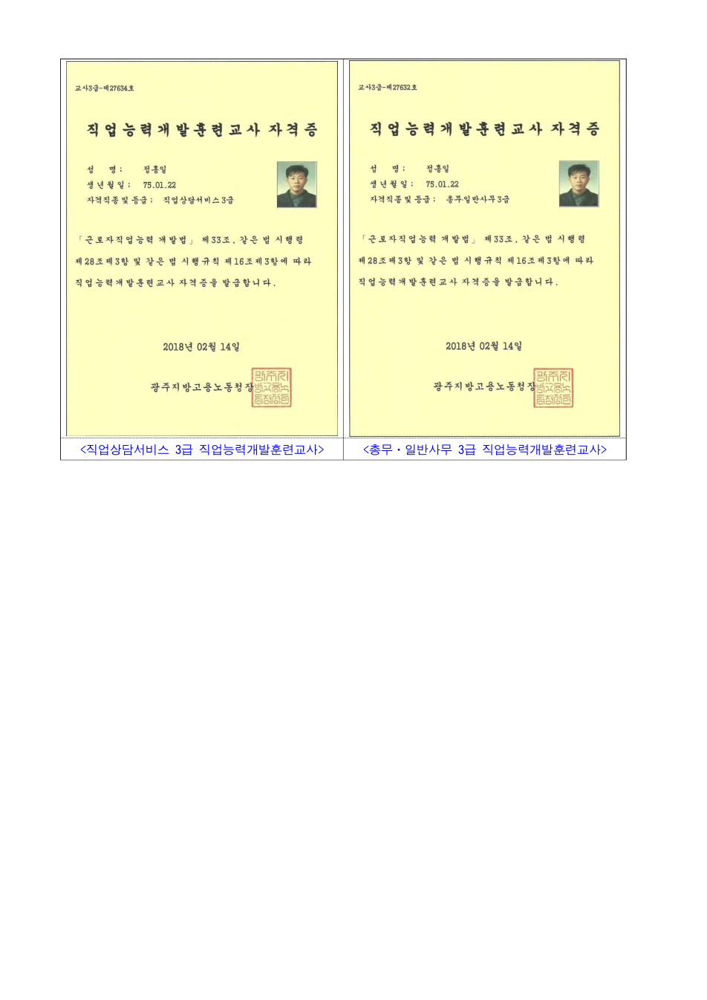 교사3급-제27634호
직업능력개발훈련교사 자격증
성 명 : 정홍일
생년월일 : 75.01.22
자격직종 및 등급 : 직업상담서비스3급
「근로자직업능력 개발법」 제33조, 같은 법 시행령
제28조제3항 및 같은 법 시행규칙 제16조제3항에 따라
직업능력개발훈련교사 자격증을 발급합니다.
2018년 02월 14일
광주지방고용노동청장
<직업상담서비스 3급 직업능력개발훈련교사>
교사3급-제27632호
직업능력개발훈련교사 자격증
성 명 : 정홍일
생년월일 : 75.01.22
자격직종 및 등급 : 총무일반사무3급
「근로자직업능력 개발법」 제33조, 같은 법 시행령
제28조제3항 및 같은 법 시행규칙 제16조제3항에 따라
직업능력개발훈련교사 자격증을 발급합니다.
2018년 02월 14일
광주지방고용노동청장
<총무·일반사무 3급 직업능력개발훈련교사>